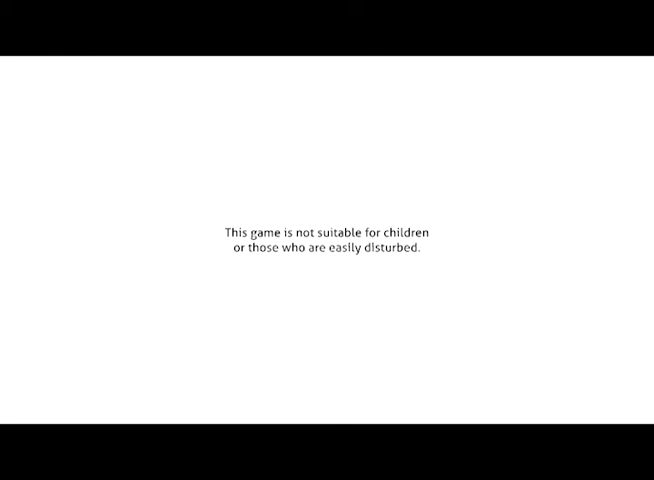 This game is not suitable for children
or those who are easily disturbed.